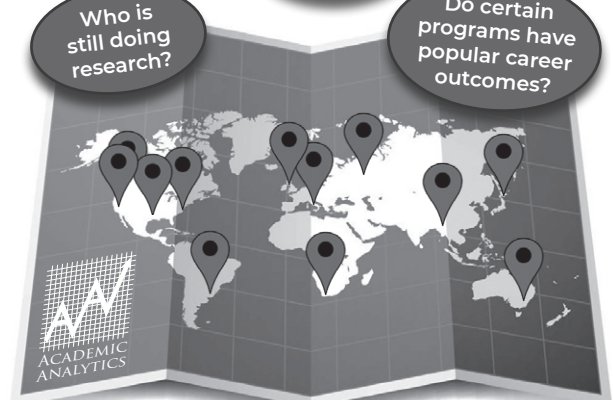 Who is
still doing
research?
Do certain
programs have
popular career
outcomes?
ACADEMIC
ANALYTICS